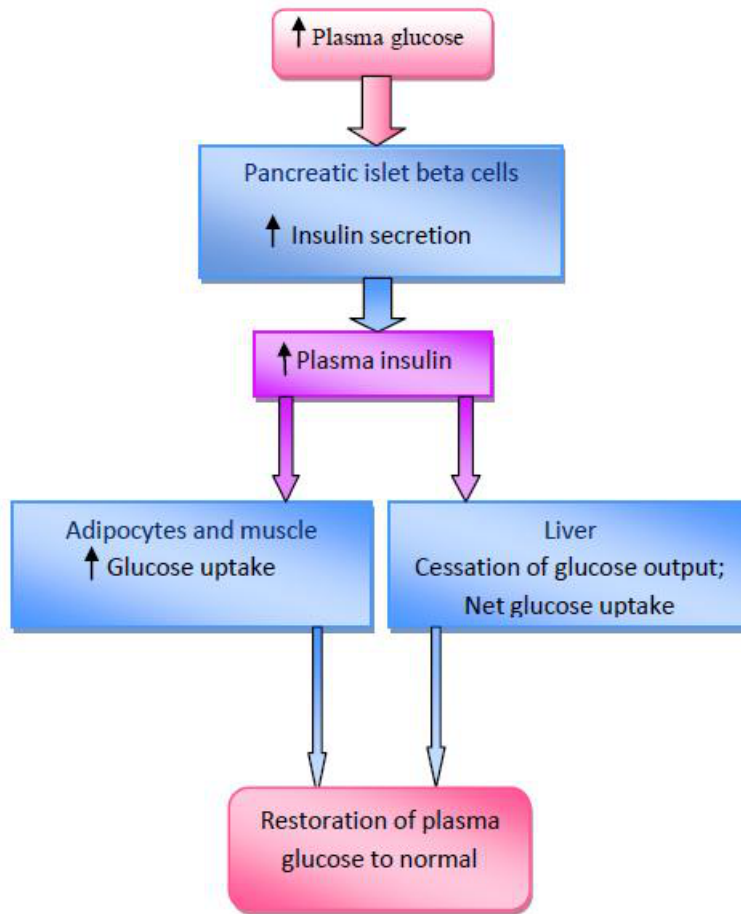 ↑ Plasma glucose
Pancreatic islet beta cells
↑ Insulin secretion
↑ Plasma insulin
Adipocytes and muscle
↑ Glucose uptake
Liver
Cessation of glucose output;
Net glucose uptake
Restoration of plasma
glucose to normal